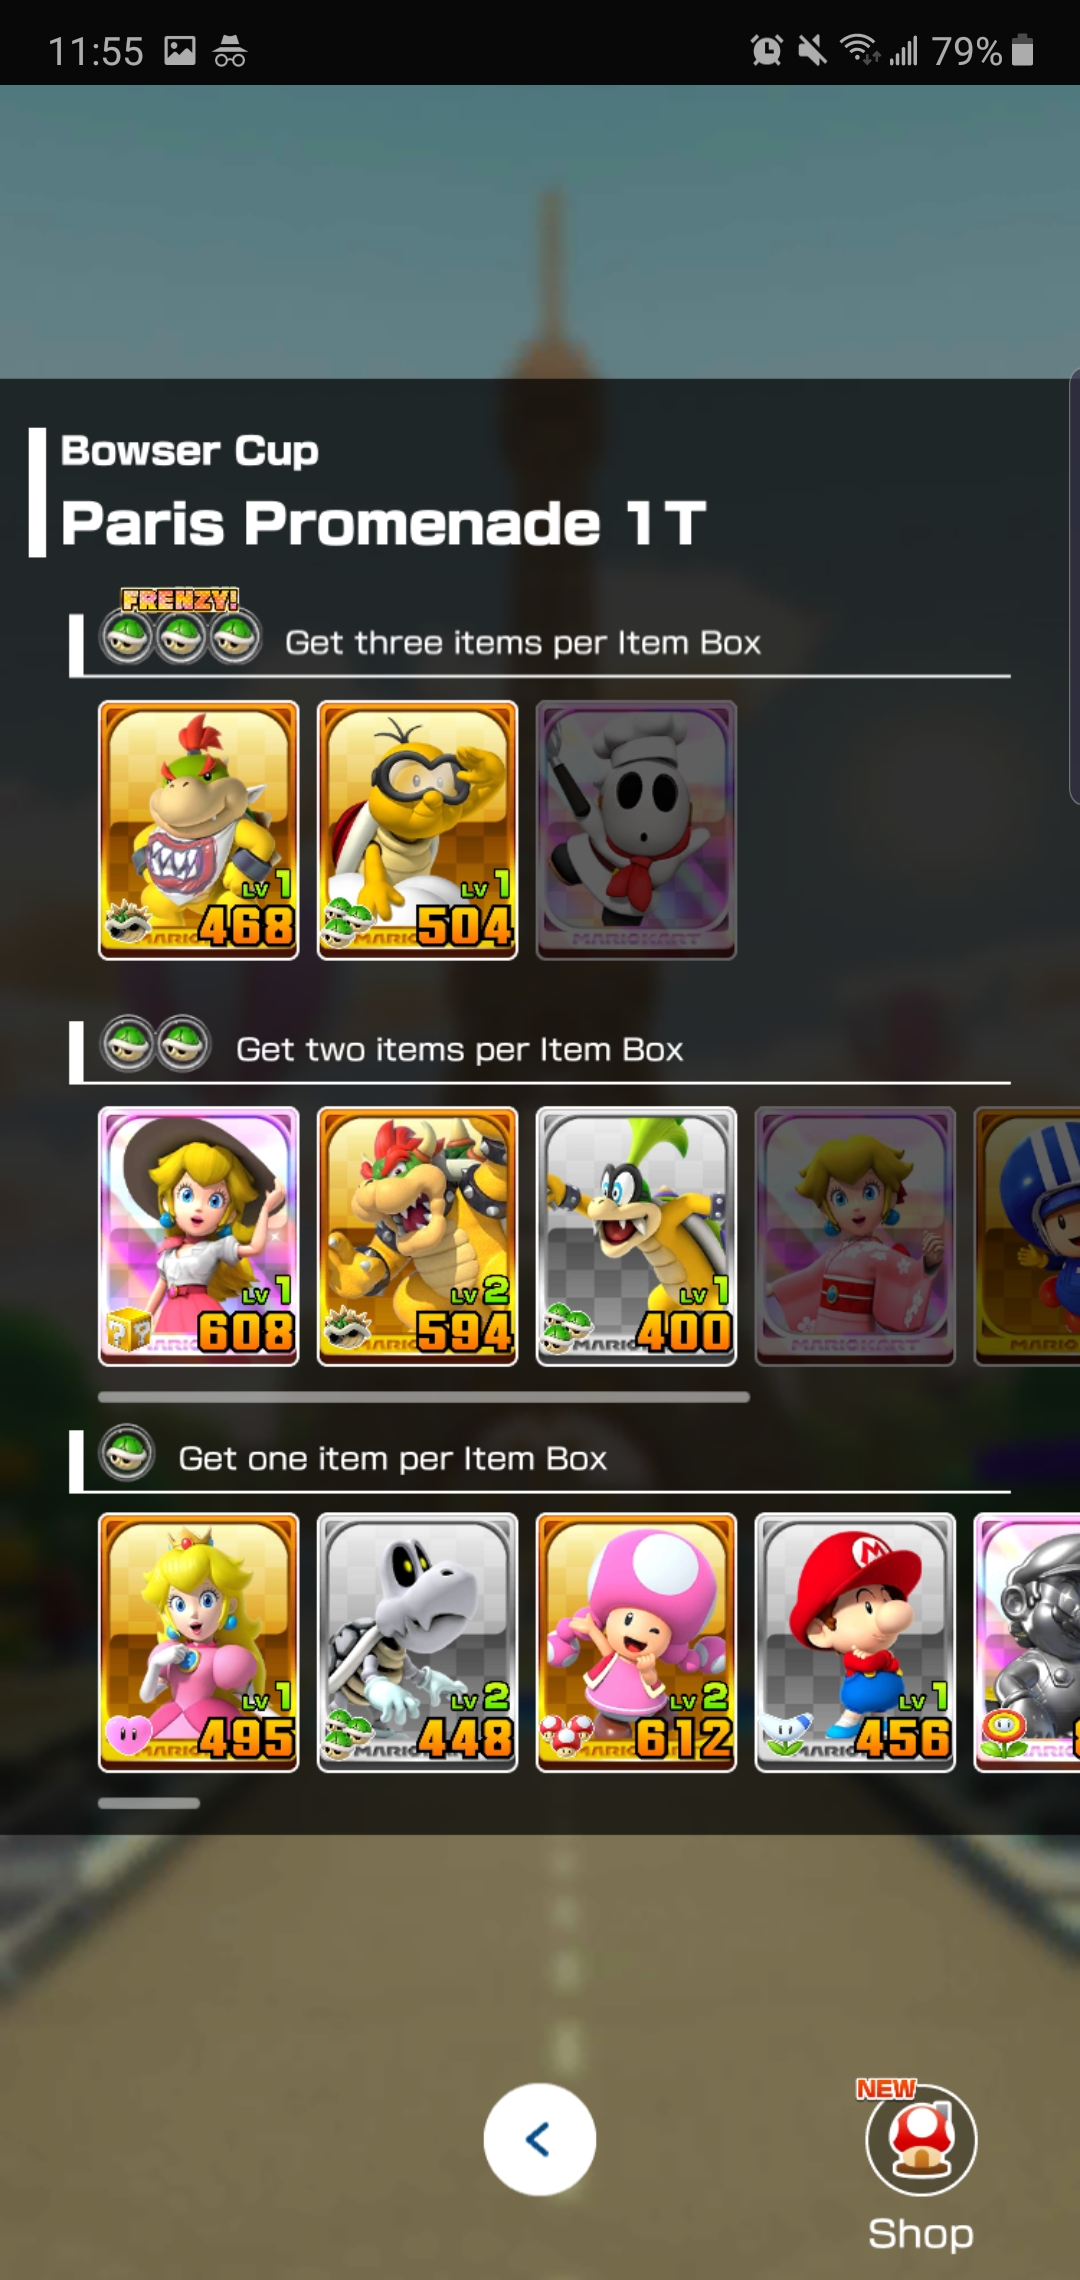 11:55 79%
Bowser Cup
Paris Promenade 1T
FRENZY!
Get three items per Item Box
LV 1 LV 1
468 504
MARIOKART
Get two items per Item Box
LV 1 LV 2 LV 1
608 594 400
MARIOKART
Get one item per Item Box
LV 1 LV 2 LV 2 LV 1
495 448 612 456
NEW
Shop